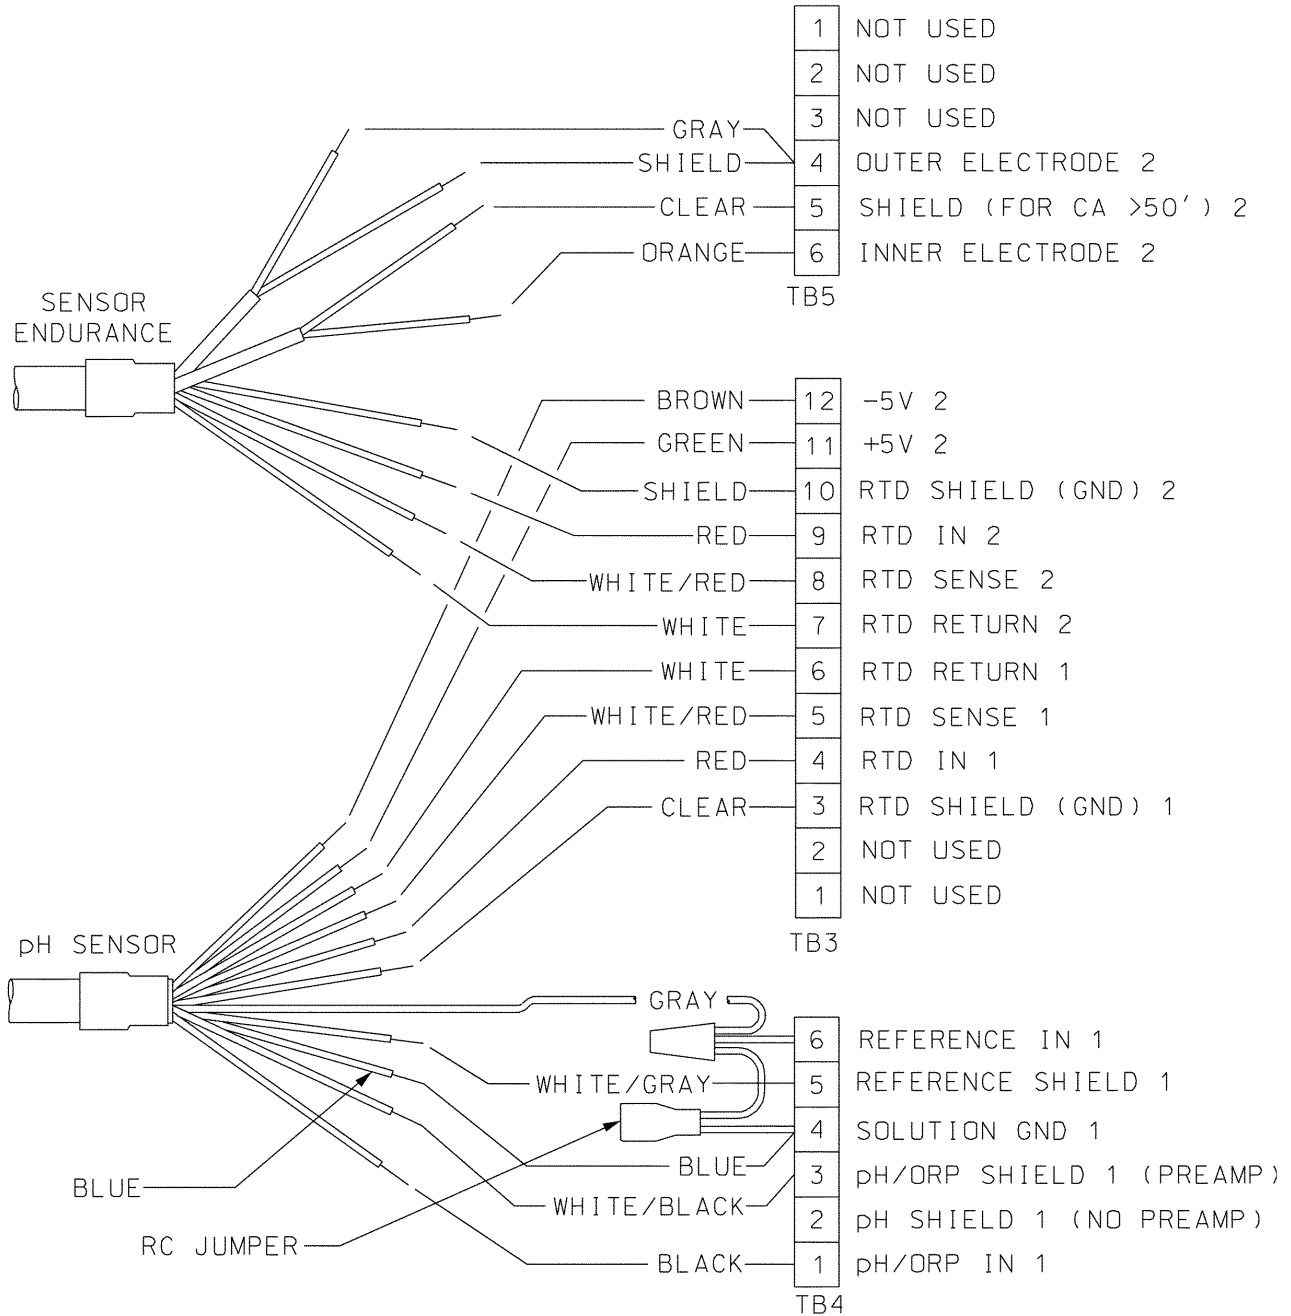 1 NOT USED
2 NOT USED
3 NOT USED
GRAY
SHIELD 4 OUTER ELECTRODE 2
CLEAR 5 SHIELD (FOR CA >50') 2
ORANGE 6 INNER ELECTRODE 2
TB5
SENSOR
ENDURANCE
BROWN 12 -5V 2
GREEN 11 +5V 2
SHIELD 10 RTD SHIELD (GND) 2
RED 9 RTD IN 2
WHITE/RED 8 RTD SENSE 2
WHITE 7 RTD RETURN 2
WHITE 6 RTD RETURN 1
WHITE/RED 5 RTD SENSE 1
RED 4 RTD IN 1
CLEAR 3 RTD SHIELD (GND) 1
2 NOT USED
1 NOT USED
TB3
pH SENSOR
GRAY
6 REFERENCE IN 1
WHITE/GRAY 5 REFERENCE SHIELD 1
4 SOLUTION GND 1
BLUE
3 pH/ORP SHIELD 1 (PREAMP)
BLUE
WHITE/BLACK
2 pH SHIELD 1 (NO PREAMP)
RC JUMPER
BLACK 1 pH/ORP IN 1
TB4